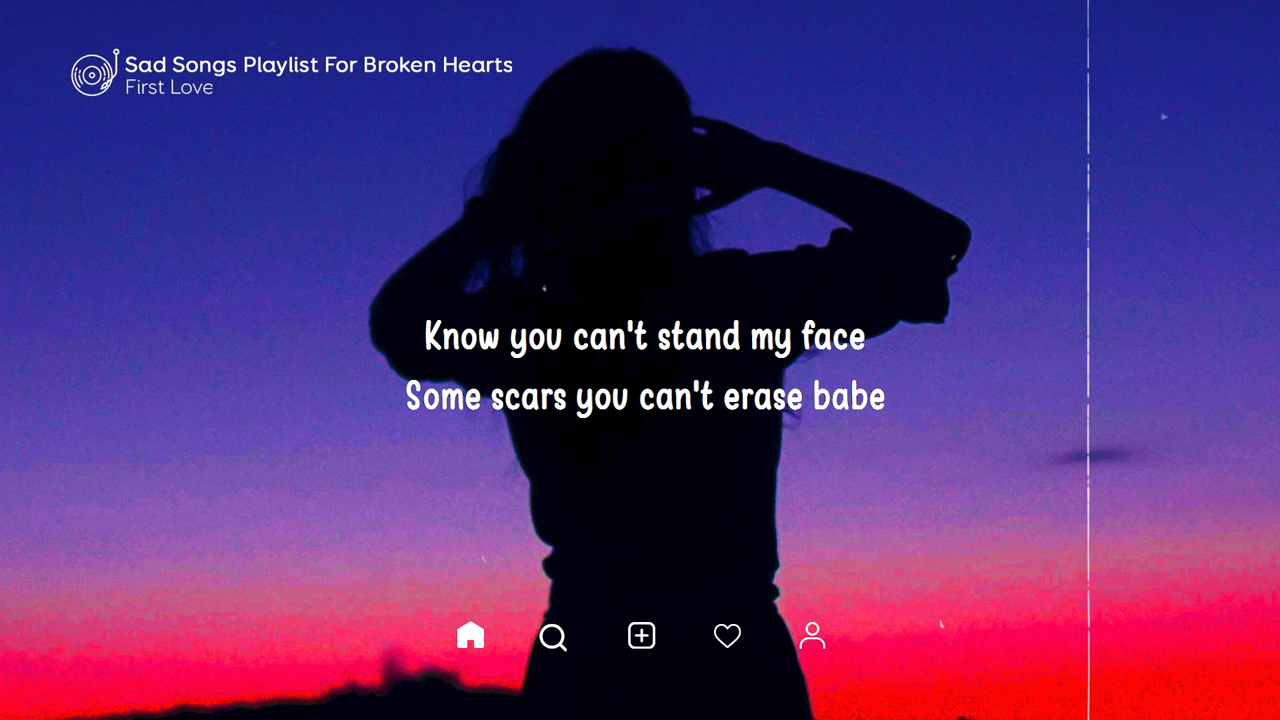 Sad Songs Playlist For Broken Hearts
First Love
Know you can't stand my face
Some scars you can't erase babe